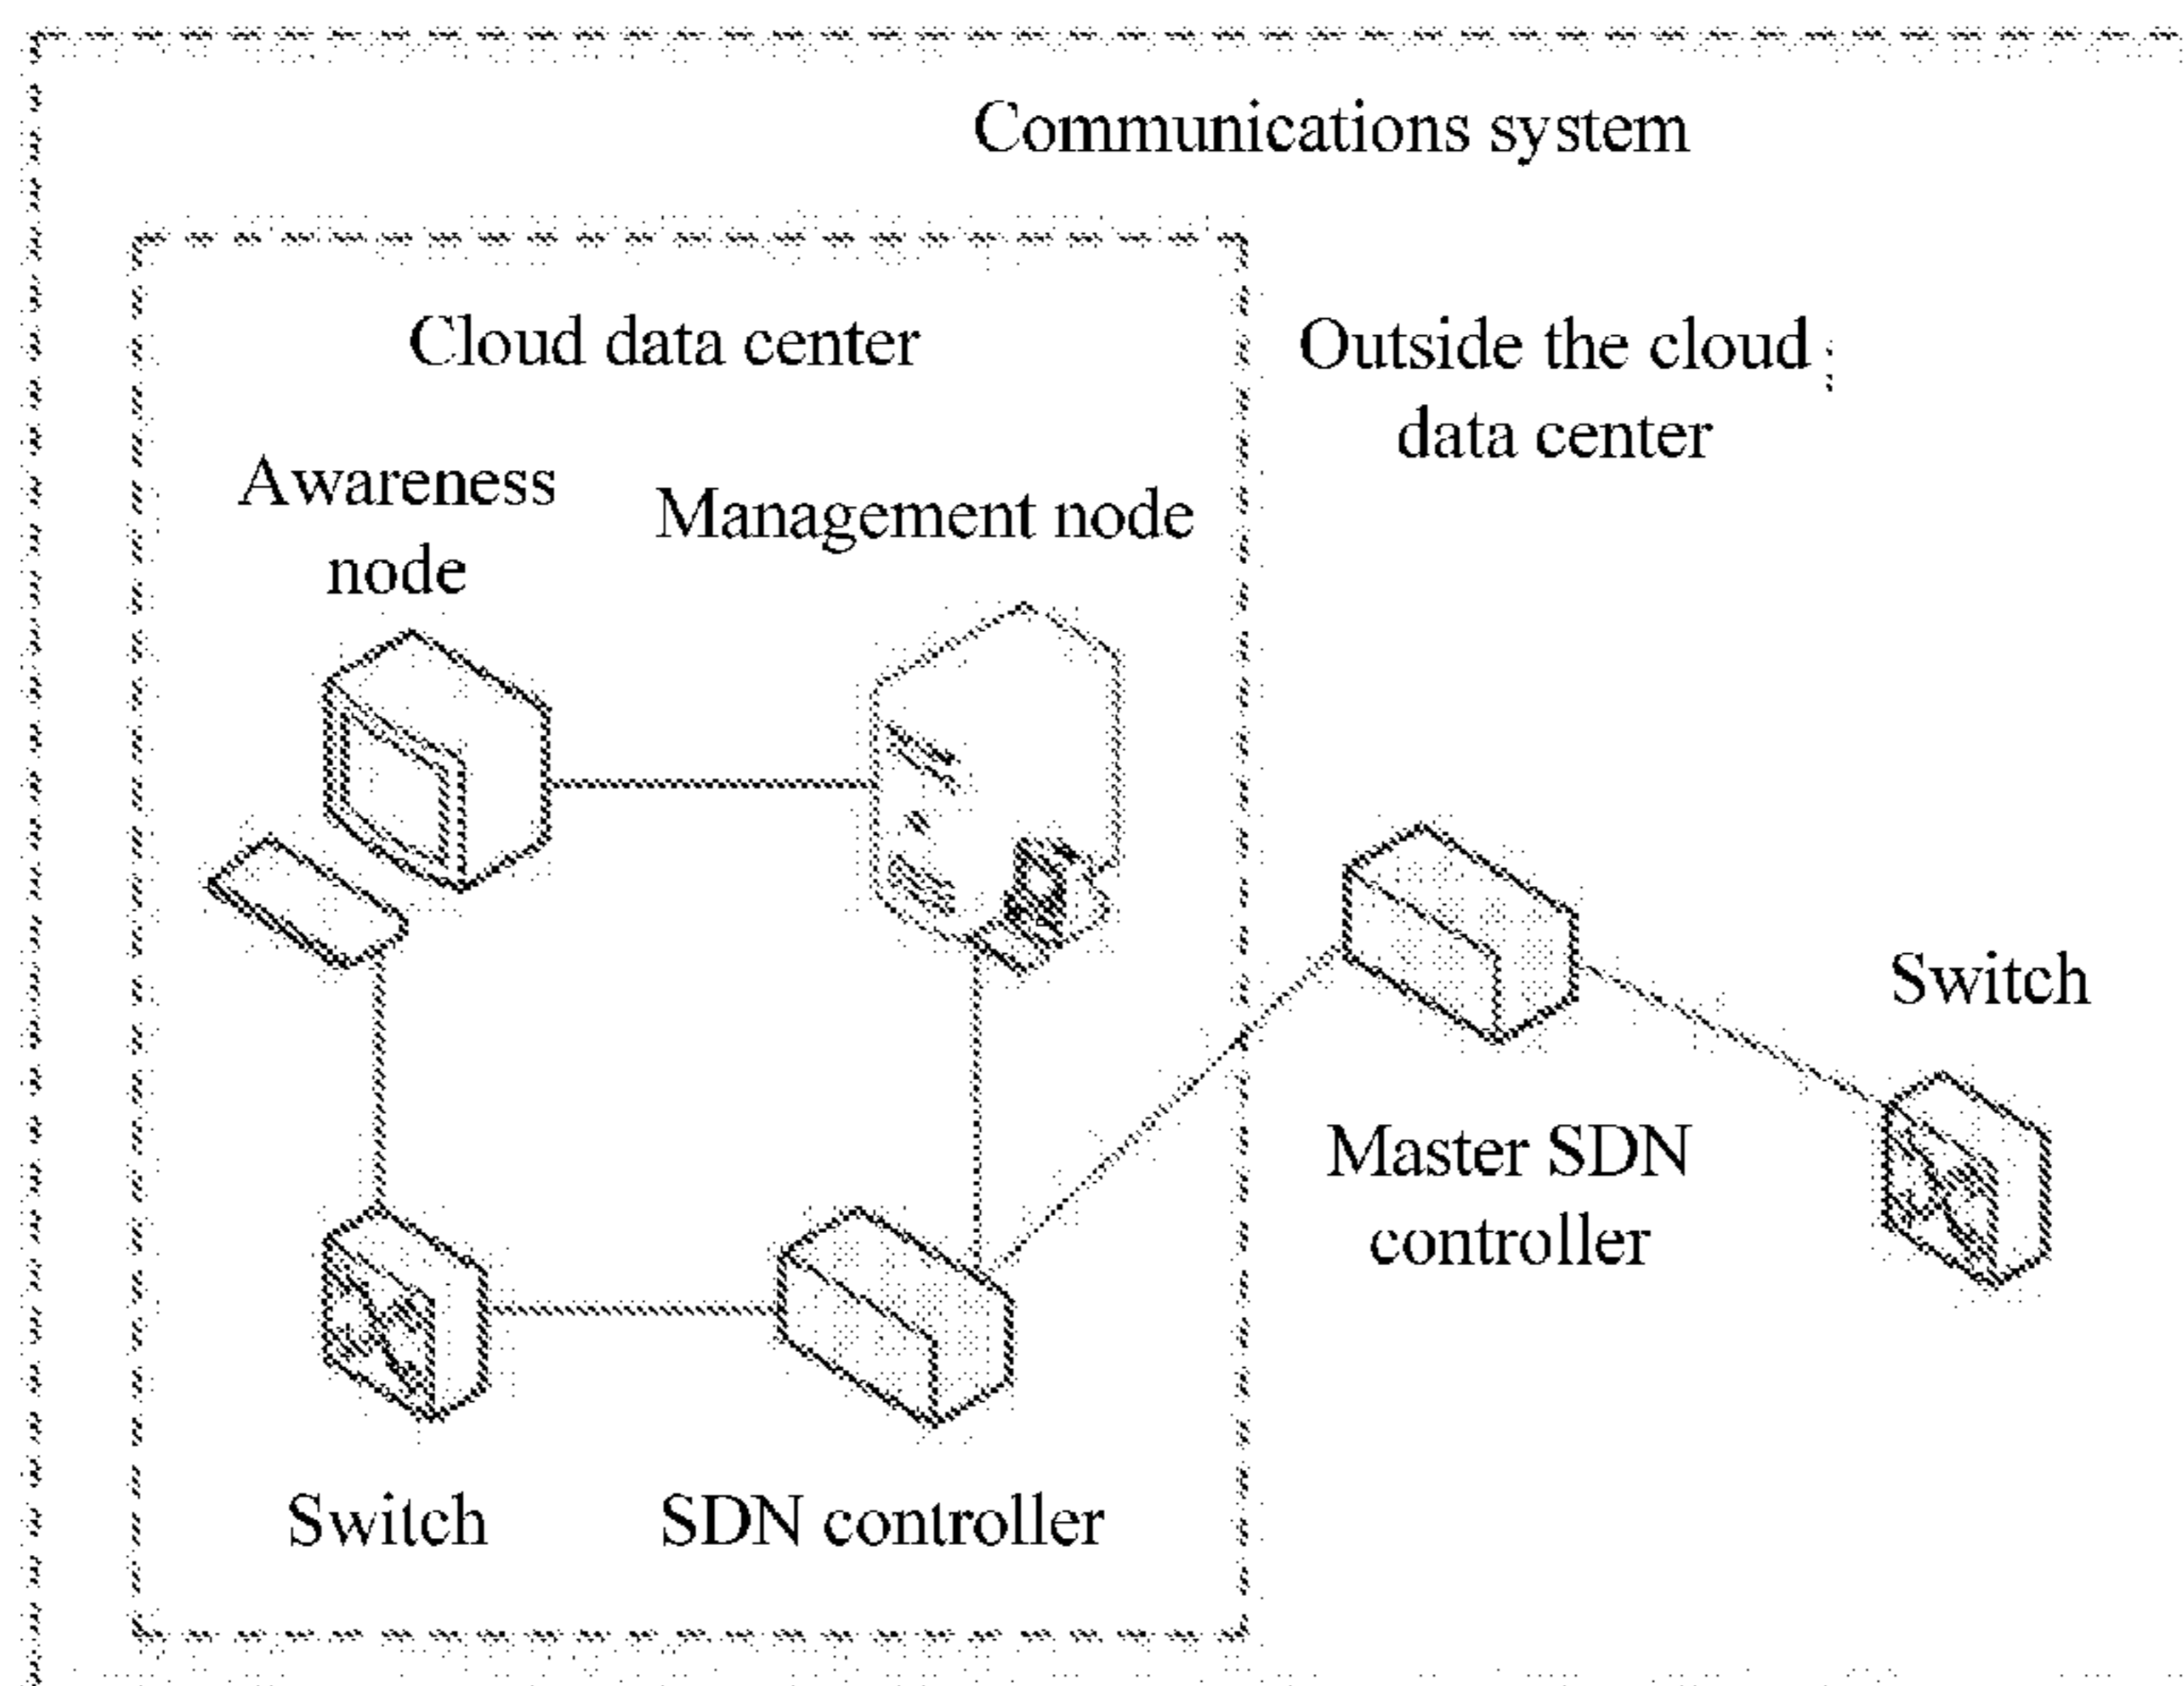 Communications system
Cloud data center
Outside the cloud
data center
Awareness
node
Management node
Switch
Master SDN
controller
Switch
SDN controller